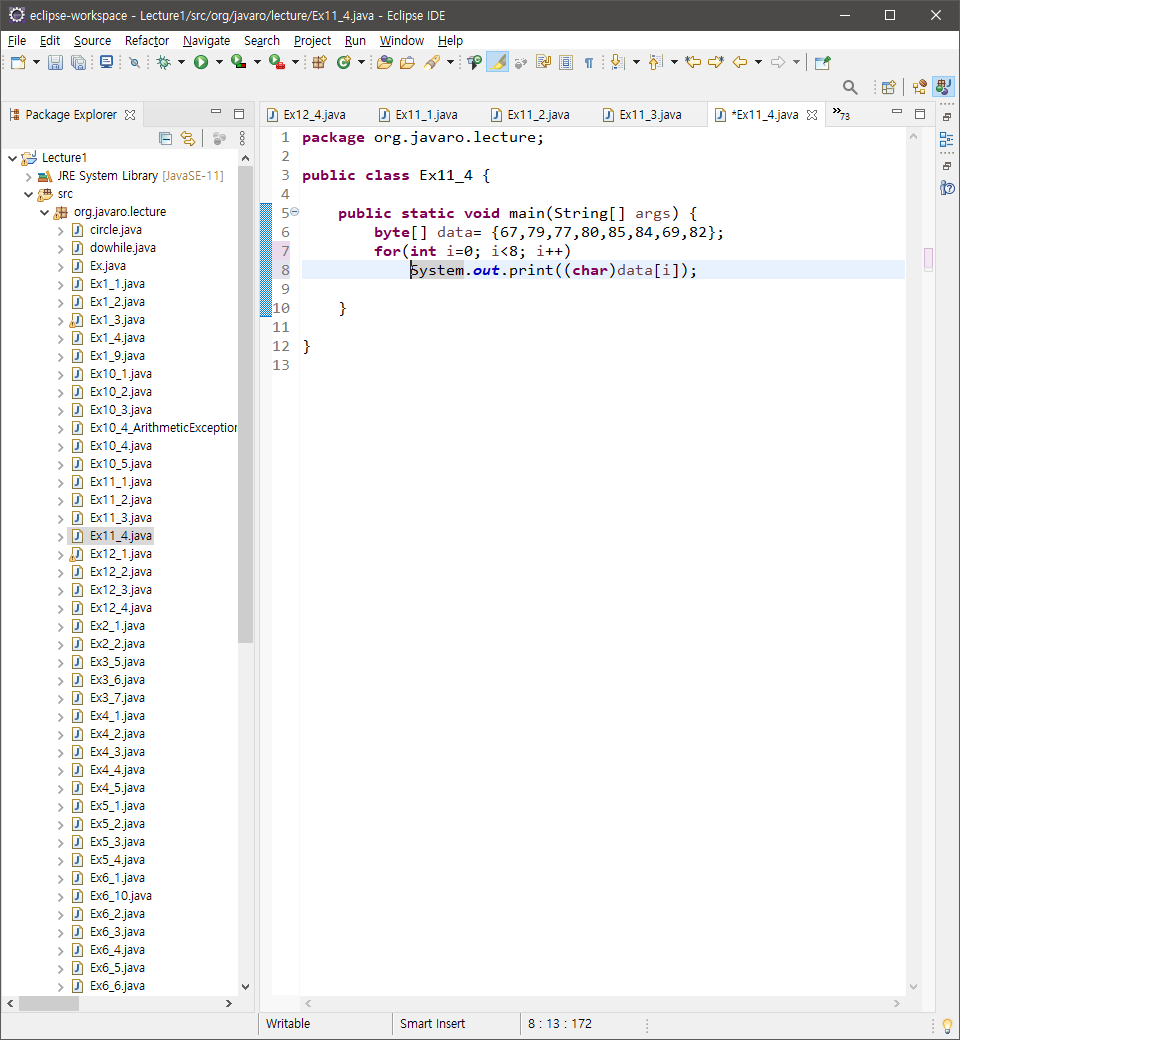 eclipse-workspace - Lecture1/src/org/javaro/lecture/Ex11_4.java - Eclipse IDE
File Edit Source Refactor Navigate Search Project Run Window Help
Package Explorer
Lecture1
JRE System Library [JavaSE-11]
src
org.javaro.lecture
circle.java
dowhile.java
Ex.java
Ex1_1.java
Ex1_2.java
Ex1_3.java
Ex1_4.java
Ex1_9.java
Ex10_1.java
Ex10_2.java
Ex10_3.java
Ex10_4_ArithmeticException
Ex10_4.java
Ex10_5.java
Ex11_1.java
Ex11_2.java
Ex11_3.java
Ex11_4.java
Ex12_1.java
Ex12_2.java
Ex12_3.java
Ex12_4.java
Ex2_1.java
Ex2_2.java
Ex3_5.java
Ex3_6.java
Ex3_7.java
Ex4_1.java
Ex4_2.java
Ex4_3.java
Ex4_4.java
Ex4_5.java
Ex5_1.java
Ex5_2.java
Ex5_3.java
Ex5_4.java
Ex6_1.java
Ex6_10.java
Ex6_2.java
Ex6_3.java
Ex6_4.java
Ex6_5.java
Ex6_6.java
Ex12_4.java Ex11_1.java Ex11_2.java Ex11_3.java *Ex11_4.java »73
1 package org.javaro.lecture;
2
3 public class Ex11_4 {
4
5 public static void main(String[] args) {
6 byte[] data= {67,79,77,80,85,84,69,82};
7 for(int i=0; i<8; i++)
8 System.out.print((char)data[i]);
9
10 }
11
12 }
13
Writable Smart Insert 8 : 13 : 172